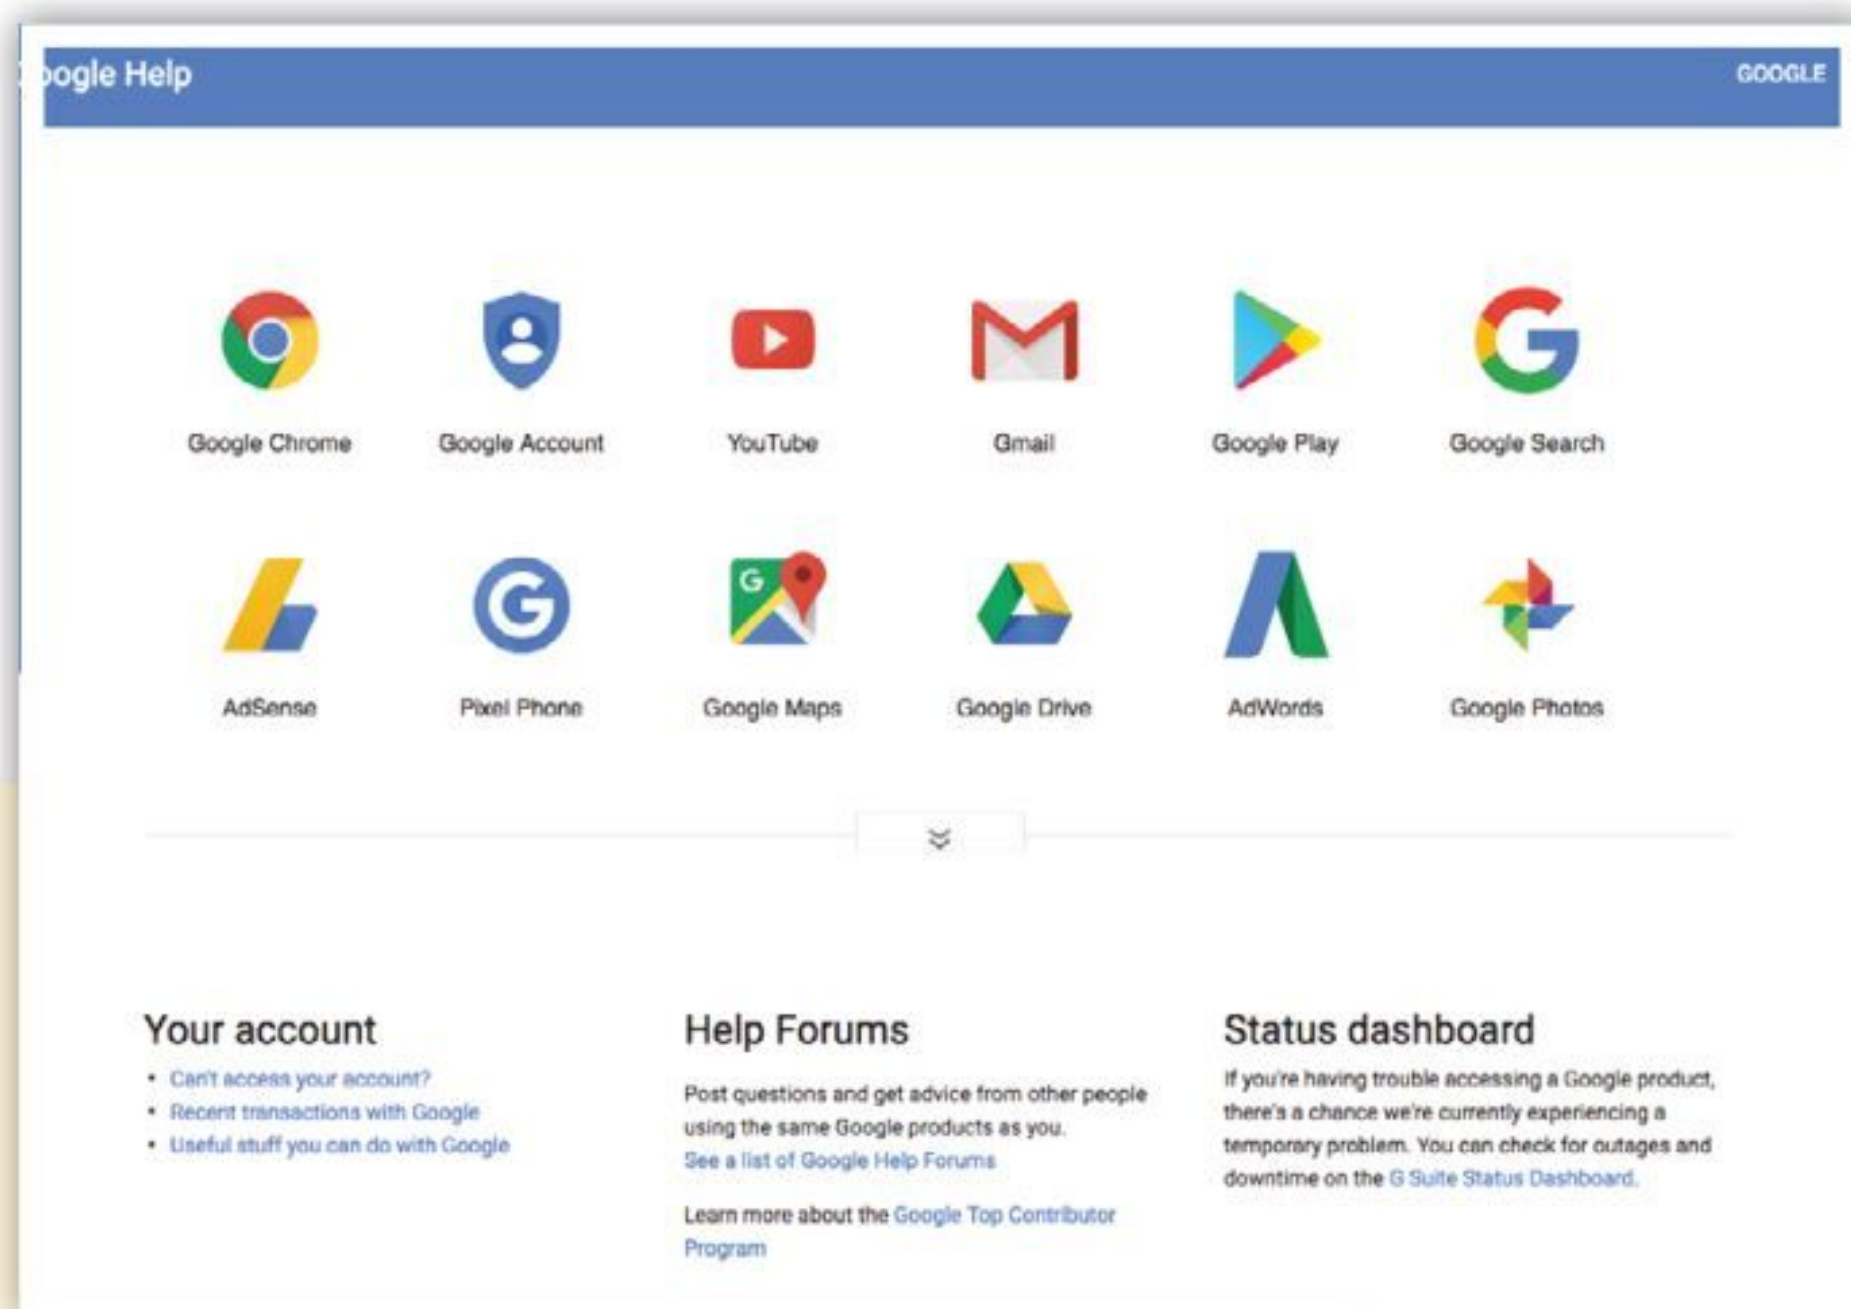 oogle Help
GOOGLE
Google Chrome
Google Account
YouTube
Gmail
Google Play
Google Search
G
AdSense
Pixel Phone
Google Maps
Google Drive
AdWords
Google Photos
Your account
• Can't access your account?
• Recent transactions with Google
• Useful stuff you can do with Google
Help Forums
Post questions and get advice from other people
using the same Google products as you.
See a list of Google Help Forums
Learn more about the Google Top Contributor
Program
Status dashboard
If you're having trouble accessing a Google product,
there's a chance we're currently experiencing a
temporary problem. You can check for outages and
downtime on the G Suite Status Dashboard.